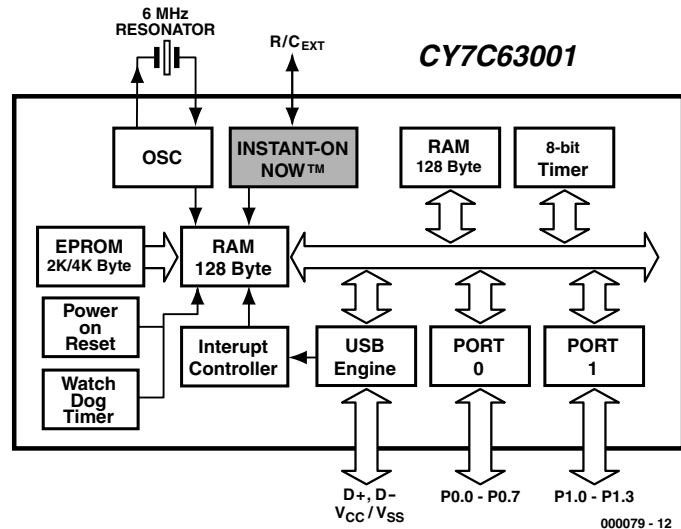 6 MHz
RESONATOR
R/CEXT
CY7C63001
OSC
INSTANT-ON
NOW™
RAM
128 Byte
8-bit
Timer
EPROM
2K/4K Byte
RAM
128 Byte
Power
on
Reset
Interupt
Controller
USB
Engine
PORT
0
PORT
1
Watch
Dog
Timer
D+, D–
VCC / VSS
P0.0 - P0.7
P1.0 - P1.3
000079 - 12